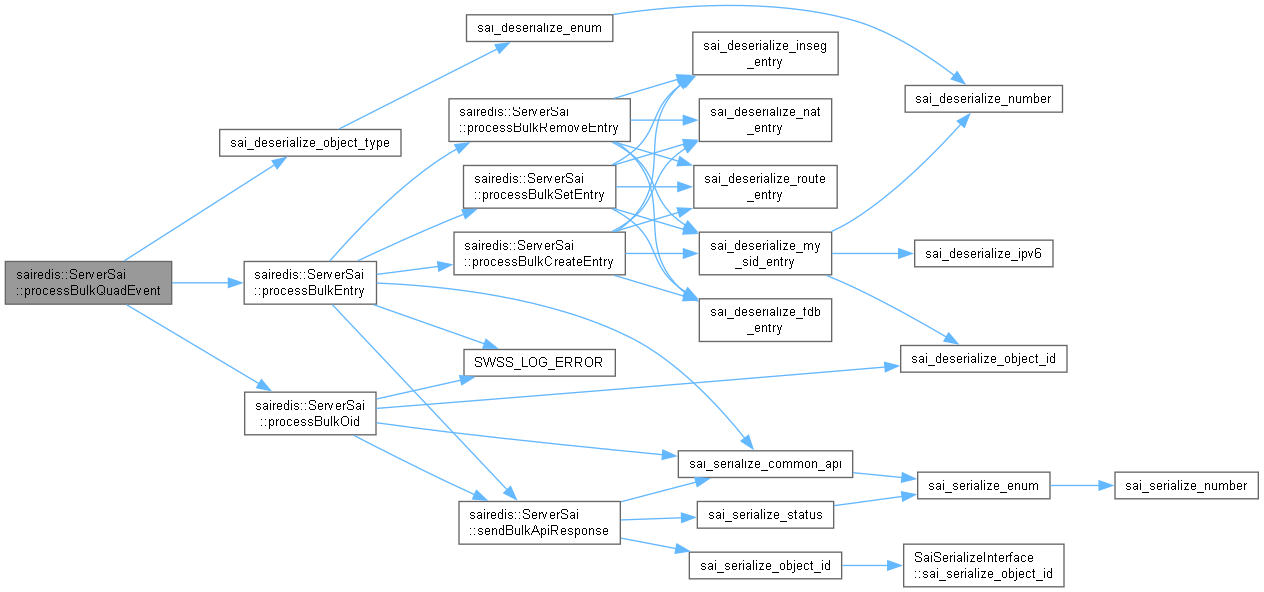 sairedis::ServerSai
::processBulkQuadEvent
sai_deserialize_object_type
sairedis::ServerSai
::processBulkEntry
sairedis::ServerSai
::processBulkOid
sai_deserialize_enum
sairedis::ServerSai
::processBulkRemoveEntry
sairedis::ServerSai
::processBulkSetEntry
sairedis::ServerSai
::processBulkCreateEntry
SWSS_LOG_ERROR
sairedis::ServerSai
::sendBulkApiResponse
sai_deserialize_inseg
_entry
sai_deserialize_nat
_entry
sai_deserialize_route
_entry
sai_deserialize_my
_sid_entry
sai_deserialize_fdb
_entry
sai_serialize_common_api
sai_serialize_status
sai_serialize_object_id
sai_deserialize_number
sai_deserialize_ipv6
sai_deserialize_object_id
sai_serialize_enum
SaiSerializeInterface
::sai_serialize_object_id
sai_serialize_number